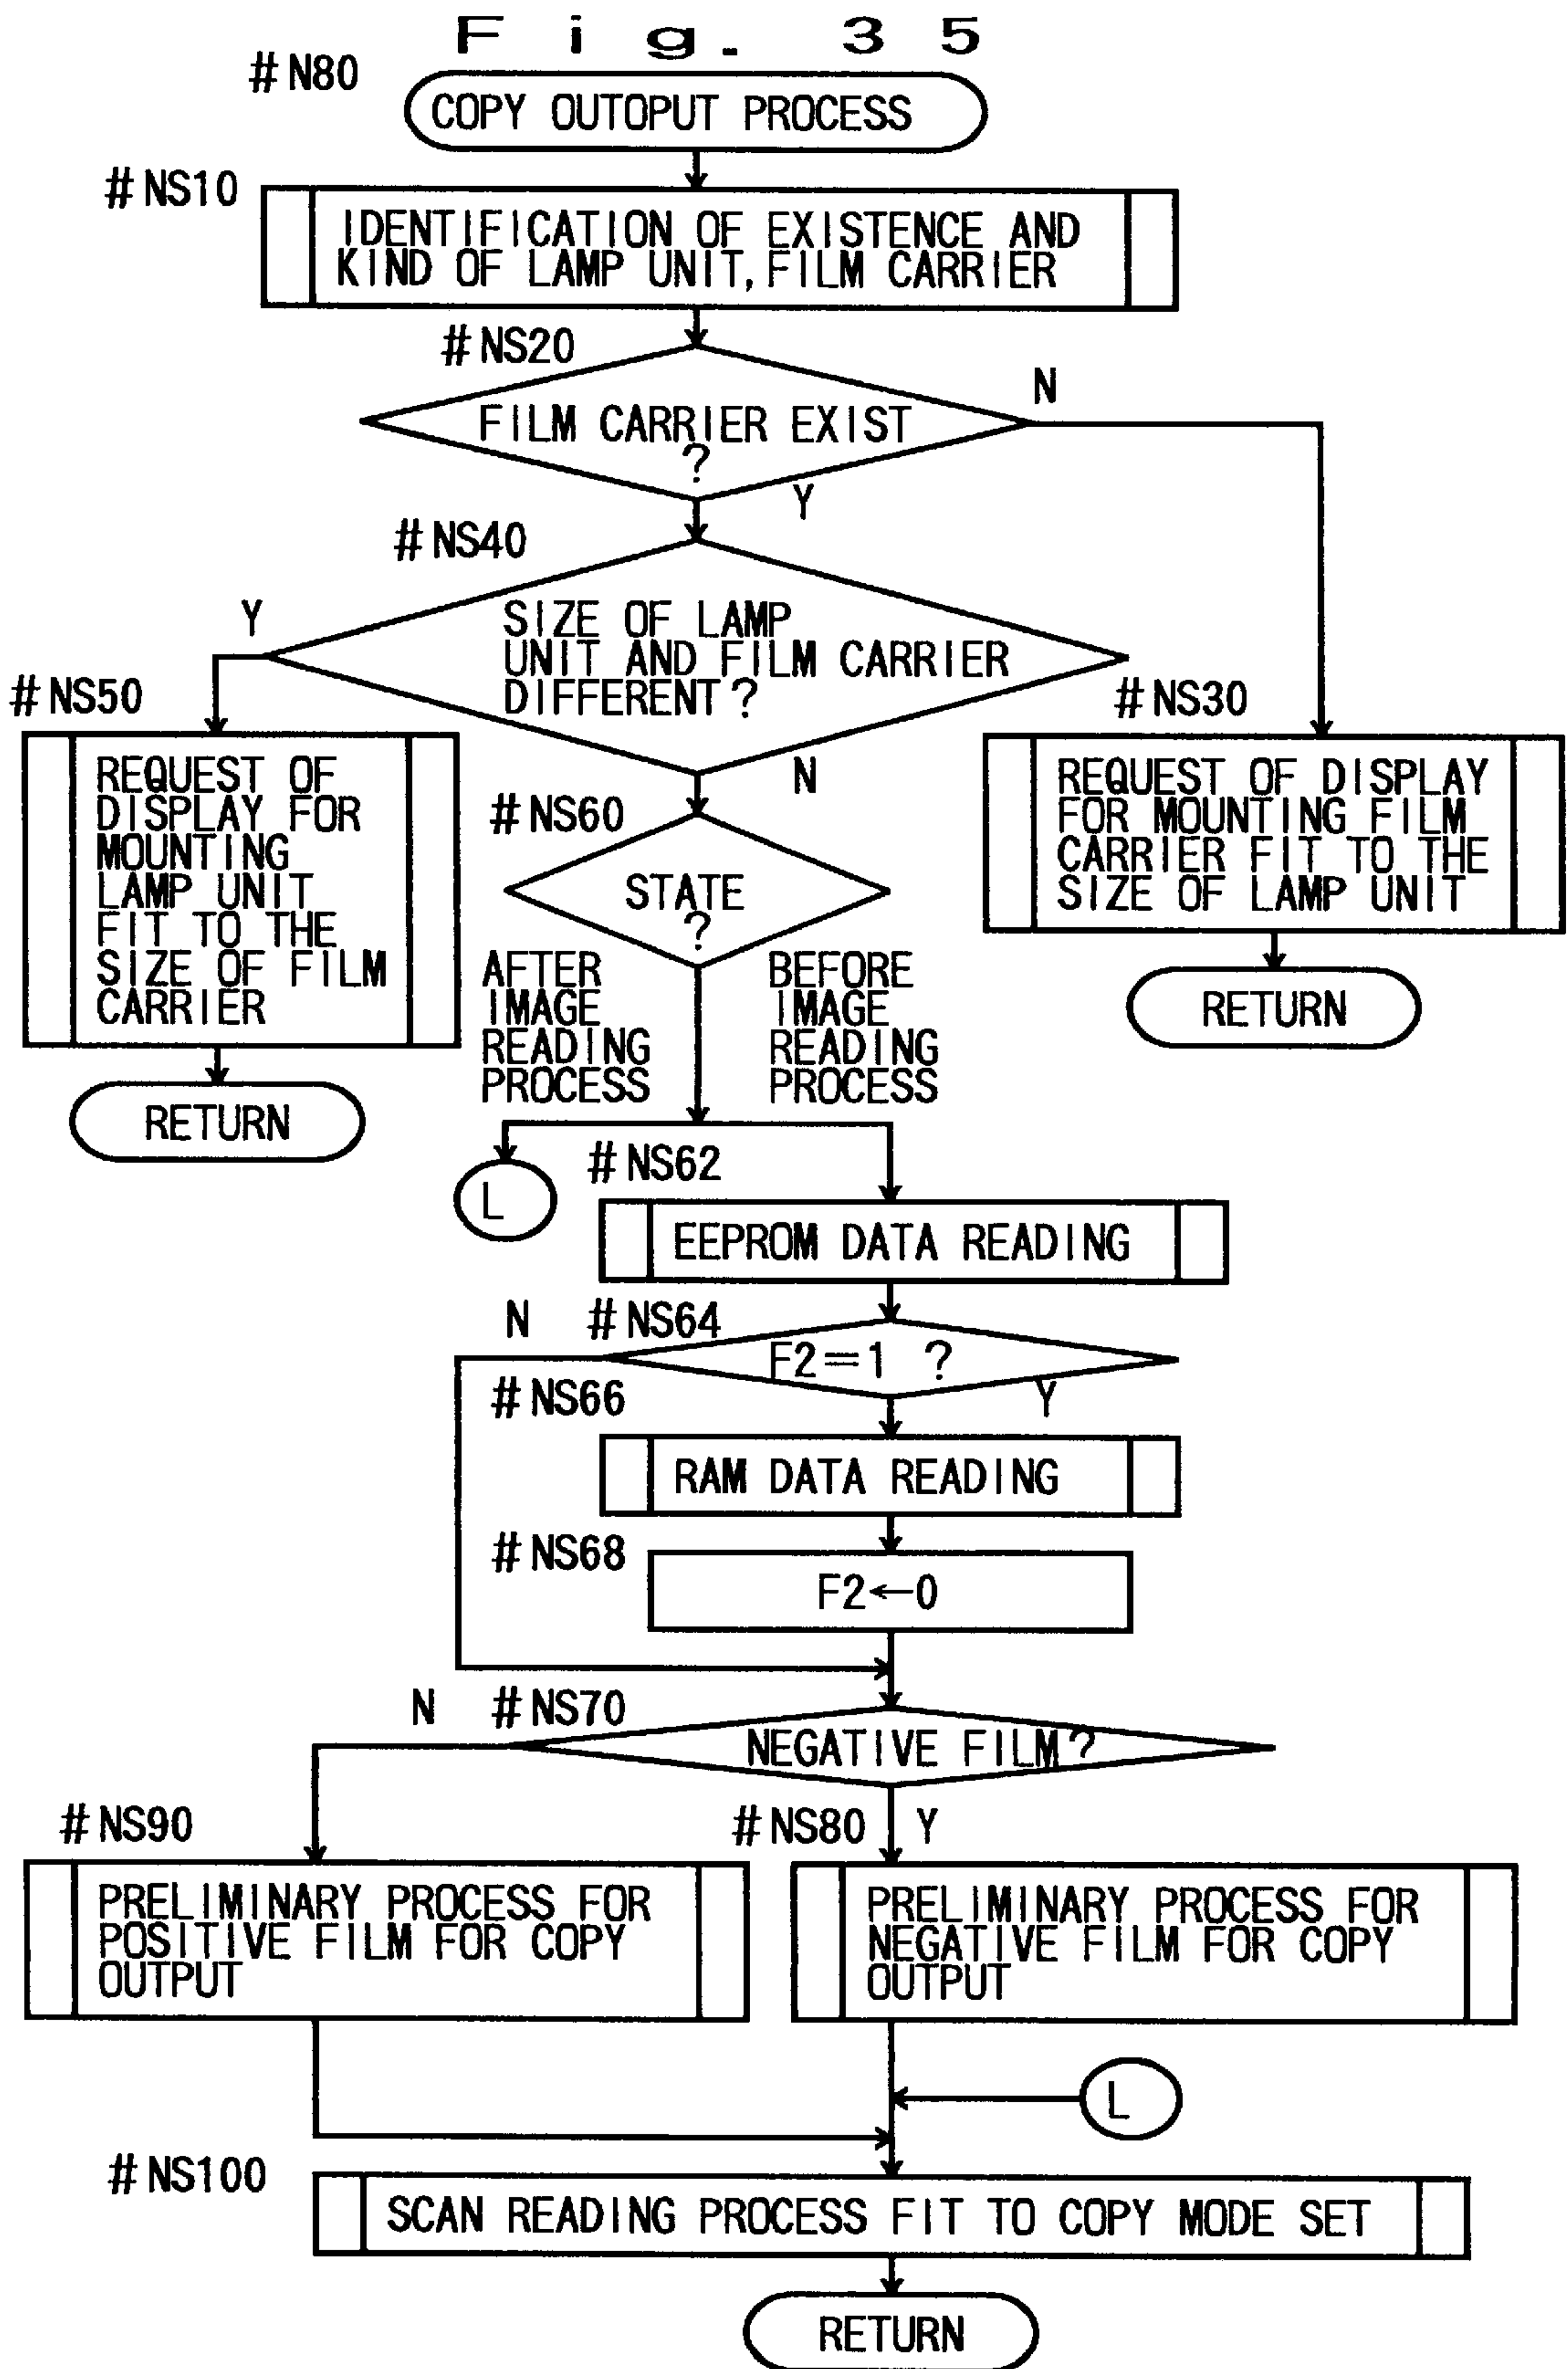 Fig. 35
#N80
COPY OUTOPUT PROCESS
#NS10
IDENTIFICATION OF EXISTENCE AND
KIND OF LAMP UNIT, FILM CARRIER
#NS20
N
FILM CARRIER EXIST
?
Y
#NS40
Y
SIZE OF LAMP
UNIT AND FILM CARRIER
DIFFERENT?
N
#NS50
REQUEST OF
DISPLAY FOR
MOUNTING
LAMP UNIT
FIT TO THE
SIZE OF FILM
CARRIER
RETURN
#NS30
REQUEST OF DISPLAY
FOR MOUNTING FILM
CARRIER FIT TO THE
SIZE OF LAMP UNIT
RETURN
#NS60
STATE
?
AFTER
IMAGE
READING
PROCESS
BEFORE
IMAGE
READING
PROCESS
L
#NS62
EEPROM DATA READING
N
#NS64
F2=1 ?
Y
#NS66
RAM DATA READING
#NS68
F2←0
N
#NS70
NEGATIVE FILM?
#NS90
PRELIMINARY PROCESS FOR
POSITIVE FILM FOR COPY
OUTPUT
#NS80
Y
PRELIMINARY PROCESS FOR
NEGATIVE FILM FOR COPY
OUTPUT
L
#NS100
SCAN READING PROCESS FIT TO COPY MODE SET
RETURN